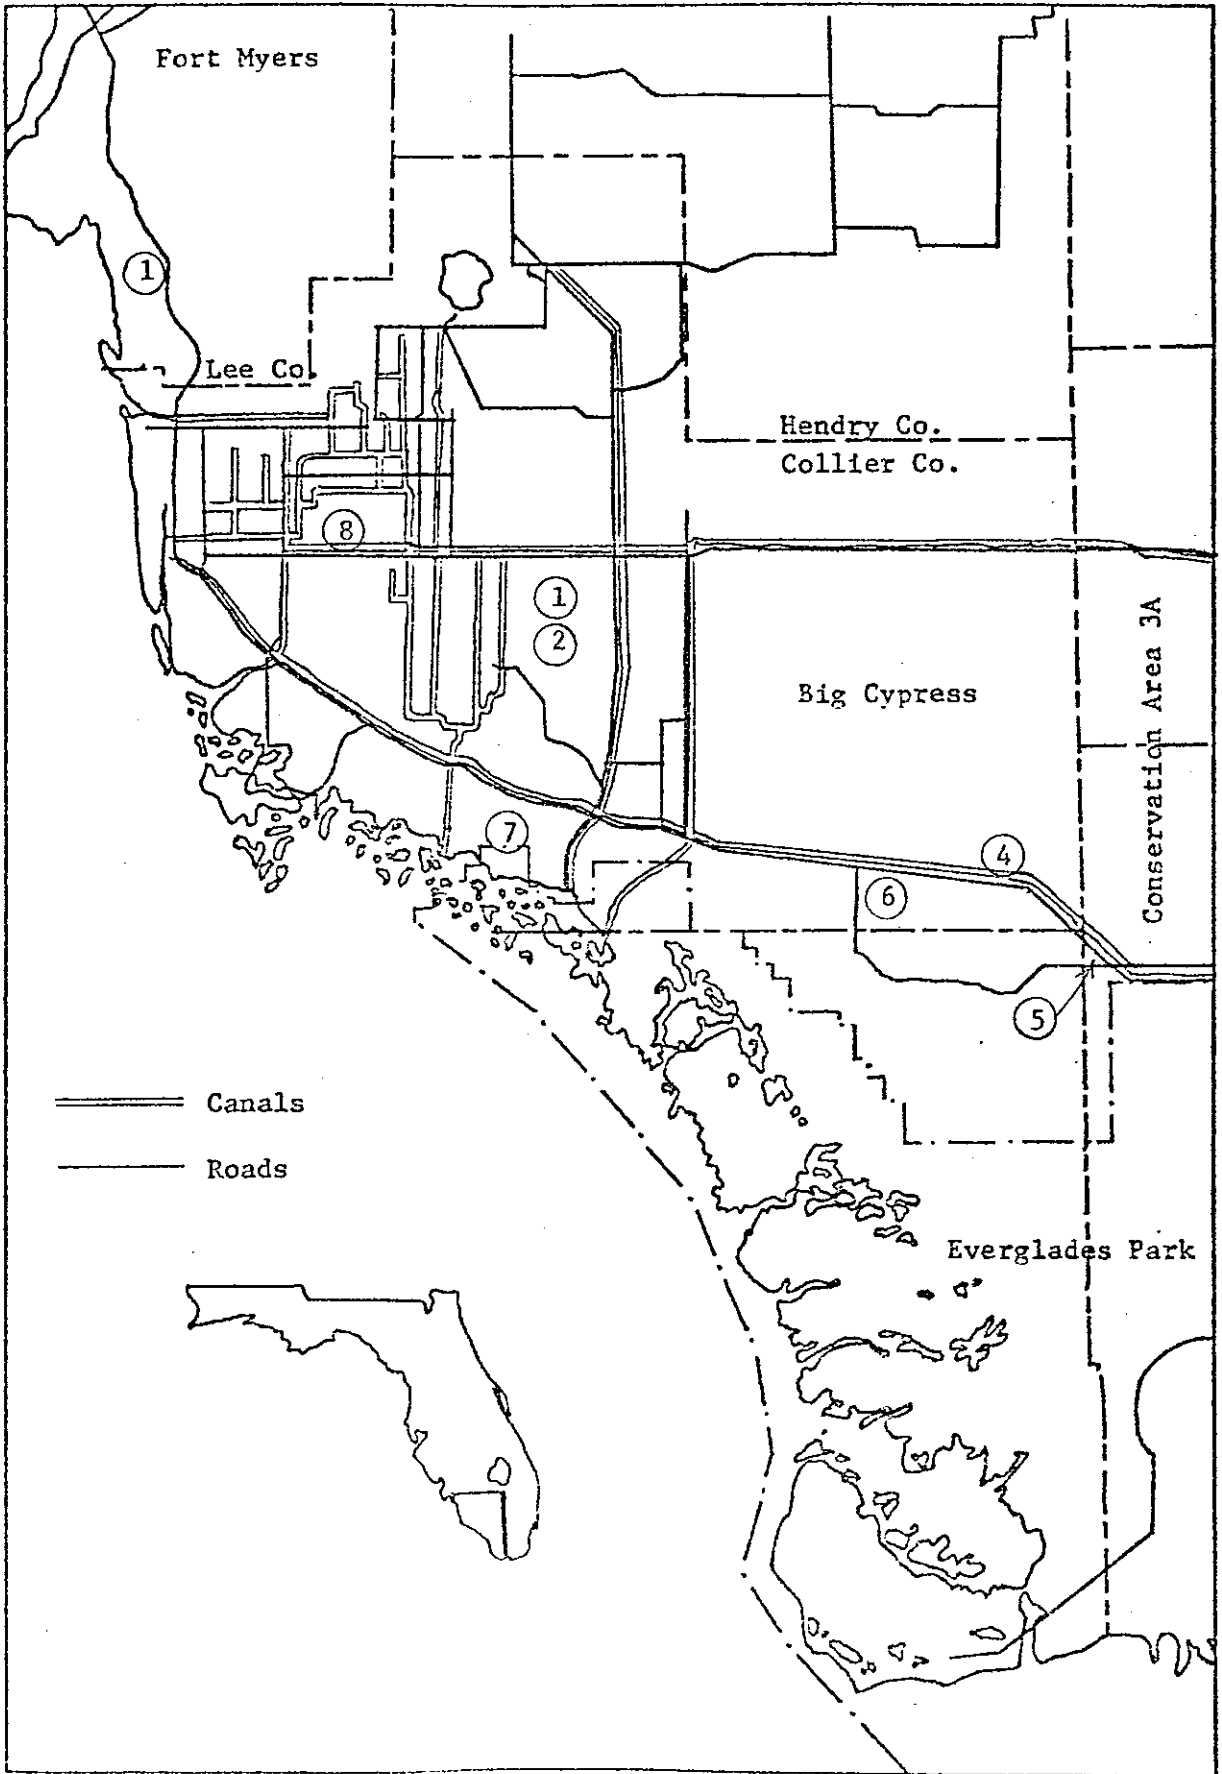 Fort Myers
1
Lee Co.
Hendry Co.
Collier Co.
8
1
2
Big Cypress
Conservation Area 3A
7
4
6
5
Canals
Roads
Everglades Park